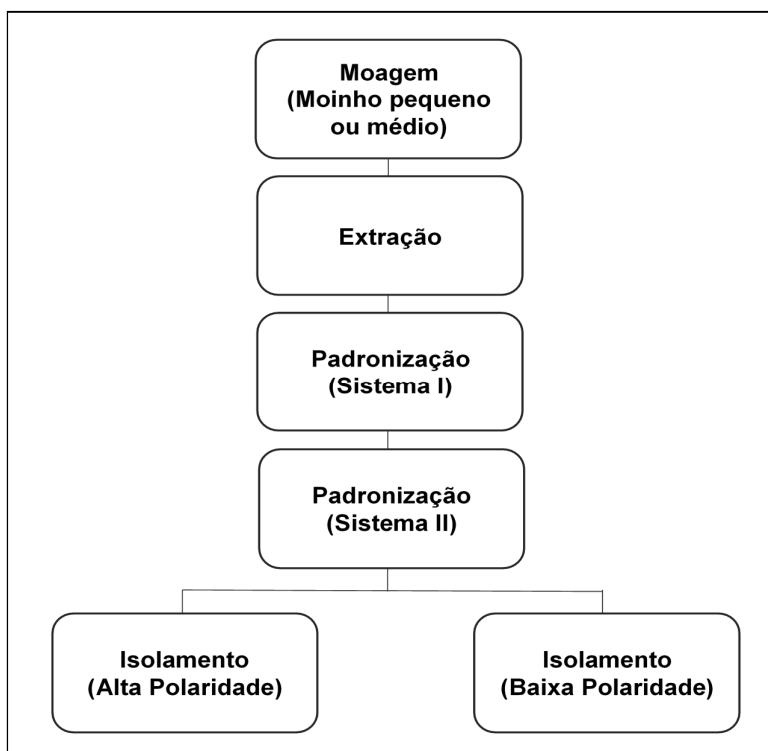 Moagem
(Moinho pequeno
ou médio)
Extração
Padronização
(Sistema I)
Padronização
(Sistema II)
Isolamento
(Alta Polaridade)
Isolamento
(Baixa Polaridade)